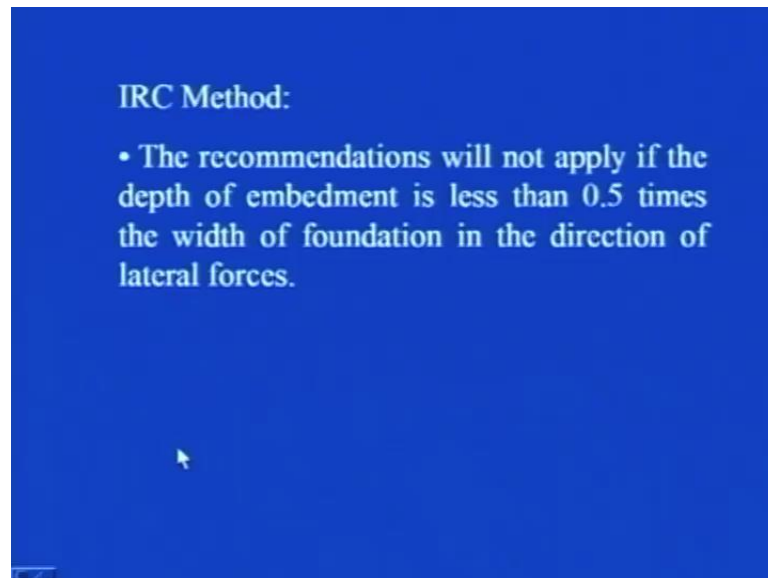 IRC Method:
• The recommendations will not apply if the
depth of embedment is less than 0.5 times
the width of foundation in the direction of
lateral forces.